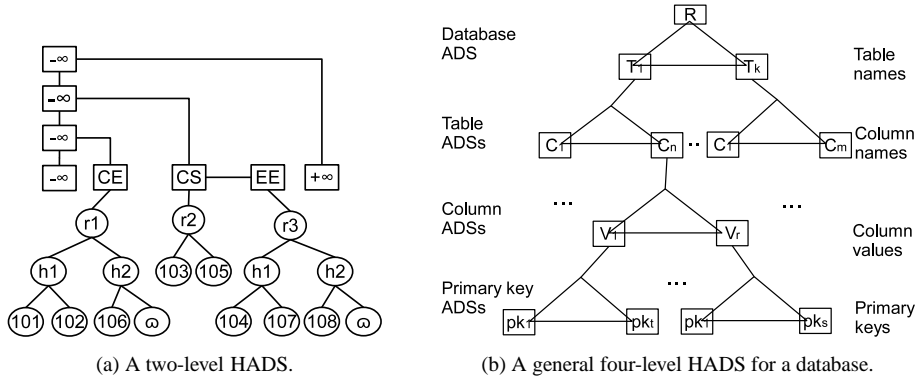 -∞
-∞
-∞
-∞ CE CS EE +∞
r1 r2 r3
h1 h2 103 105 h1 h2
101 102 106 ω 104 107 108 ω
(a) A two-level HADS.
Database ADS
R
T1 Tk
Table names
Table ADSs
C1 Cn .. C1 Cm
Column names
Column ADSs
...
V1 Vr
...
Column values
Primary key ADSs
...
pk1 pkt pk1 pks
Primary keys
(b) A general four-level HADS for a database.